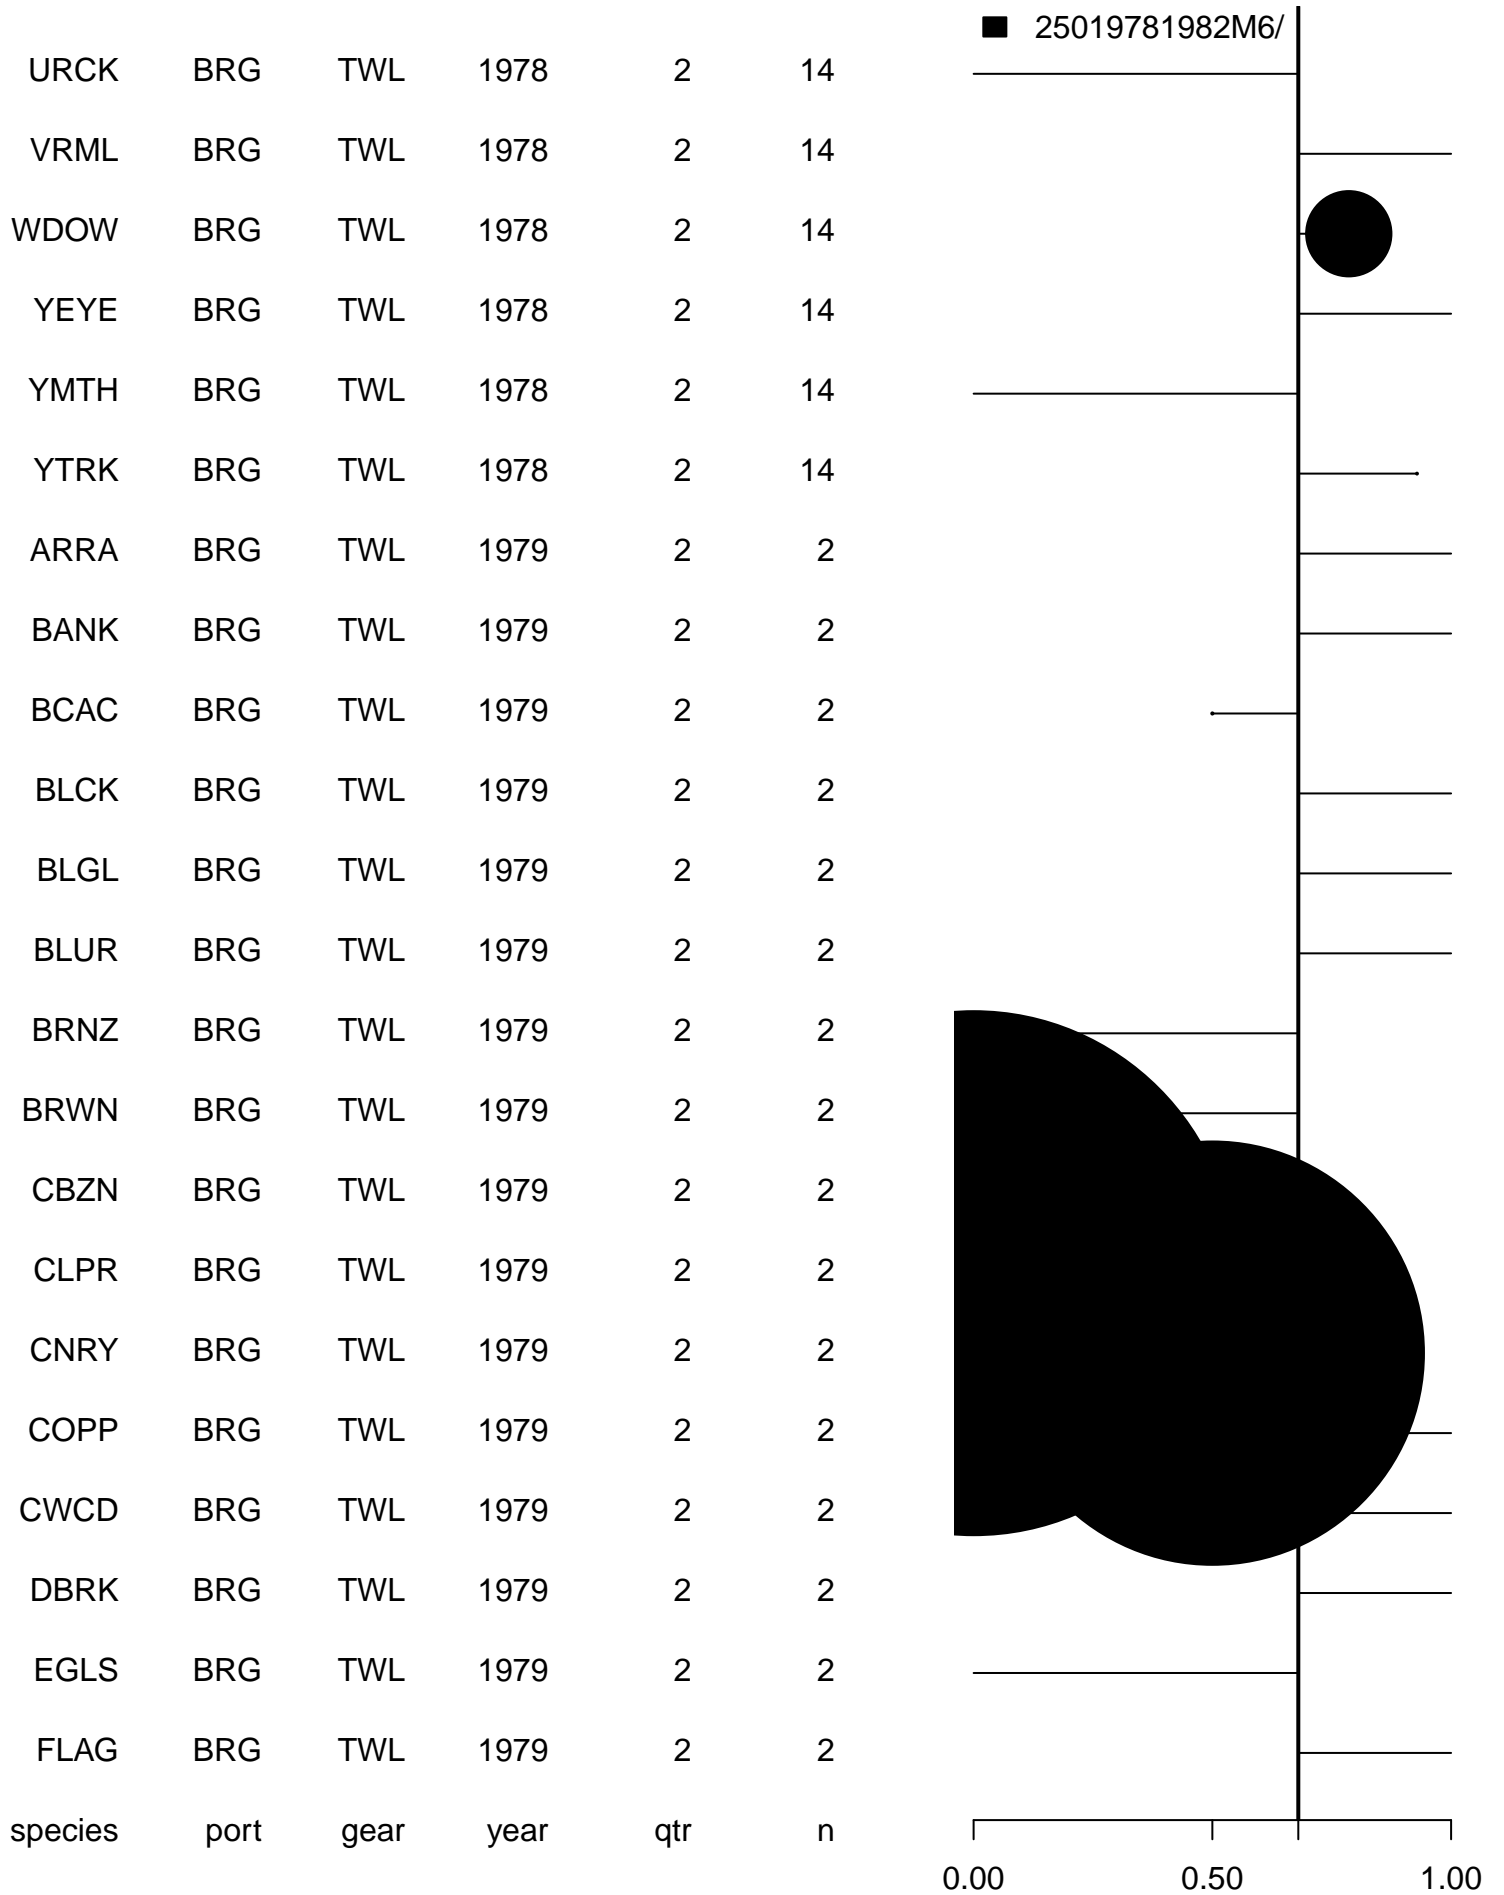 25019781982M6/
URCK BRG TWL 1978 2 14
VRML BRG TWL 1978 2 14
WDOW BRG TWL 1978 2 14
YEYE BRG TWL 1978 2 14
YMTH BRG TWL 1978 2 14
YTRK BRG TWL 1978 2 14
ARRA BRG TWL 1979 2 2
BANK BRG TWL 1979 2 2
BCAC BRG TWL 1979 2 2
BLCK BRG TWL 1979 2 2
BLGL BRG TWL 1979 2 2
BLUR BRG TWL 1979 2 2
BRNZ BRG TWL 1979 2 2
BRWN BRG TWL 1979 2 2
CBZN BRG TWL 1979 2 2
CLPR BRG TWL 1979 2 2
CNRY BRG TWL 1979 2 2
COPP BRG TWL 1979 2 2
CWCD BRG TWL 1979 2 2
DBRK BRG TWL 1979 2 2
EGLS BRG TWL 1979 2 2
FLAG BRG TWL 1979 2 2
species port gear year qtr n
0.00 0.50 1.00